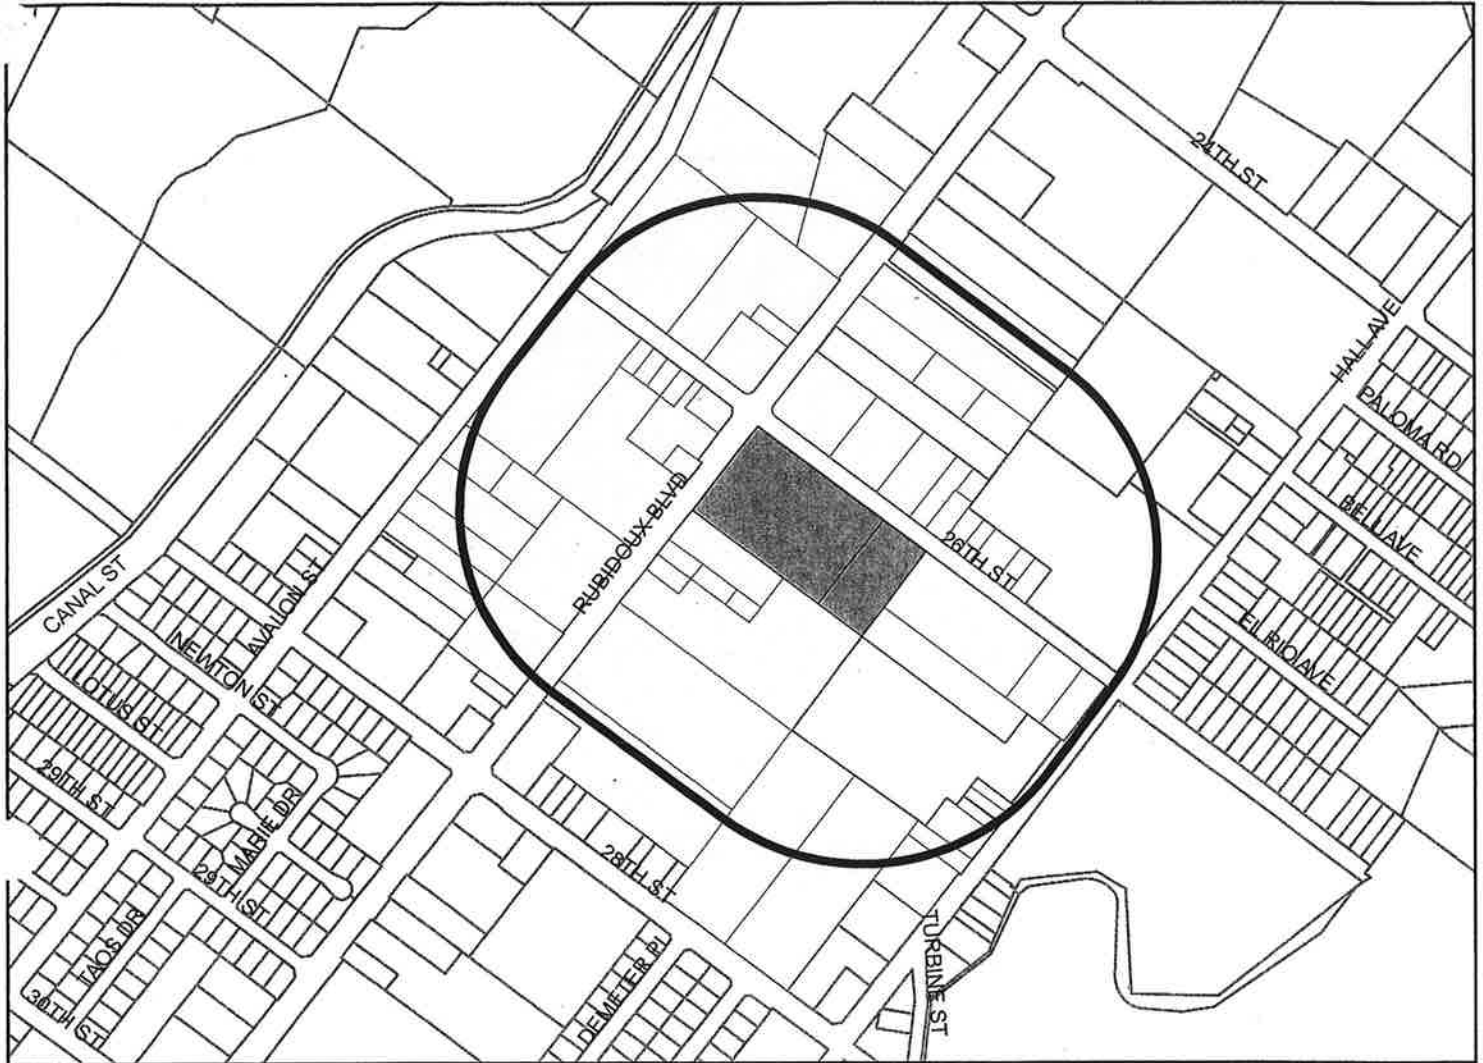 24TH ST
HALL AVE
PALOMA RD
BELL AVE
RUBIDOUX BLVD
26TH ST
CANAL ST
AVALON ST
NEWTON ST
EL RIO AVE
LOTUS ST
29TH ST
MARIE DR
28TH ST
29TH ST
TAOS DR
DEMETER PL
TURBINE ST
30TH ST